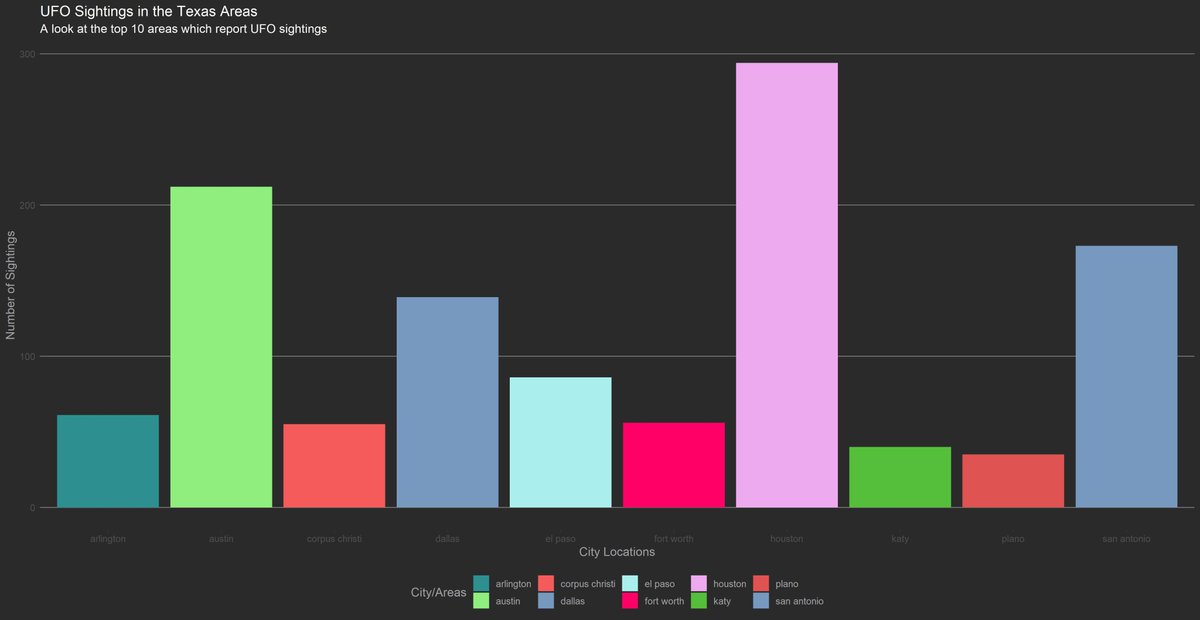 UFO Sightings in the Texas Areas
A look at the top 10 areas which report UFO sightings
300
200
100
0
Number of Sightings
arlington austin corpus christi dallas el paso fort worth houston katy plano san antonio
City Locations
City/Areas
arlington corpus christi el paso houston plano
austin dallas fort worth katy san antonio